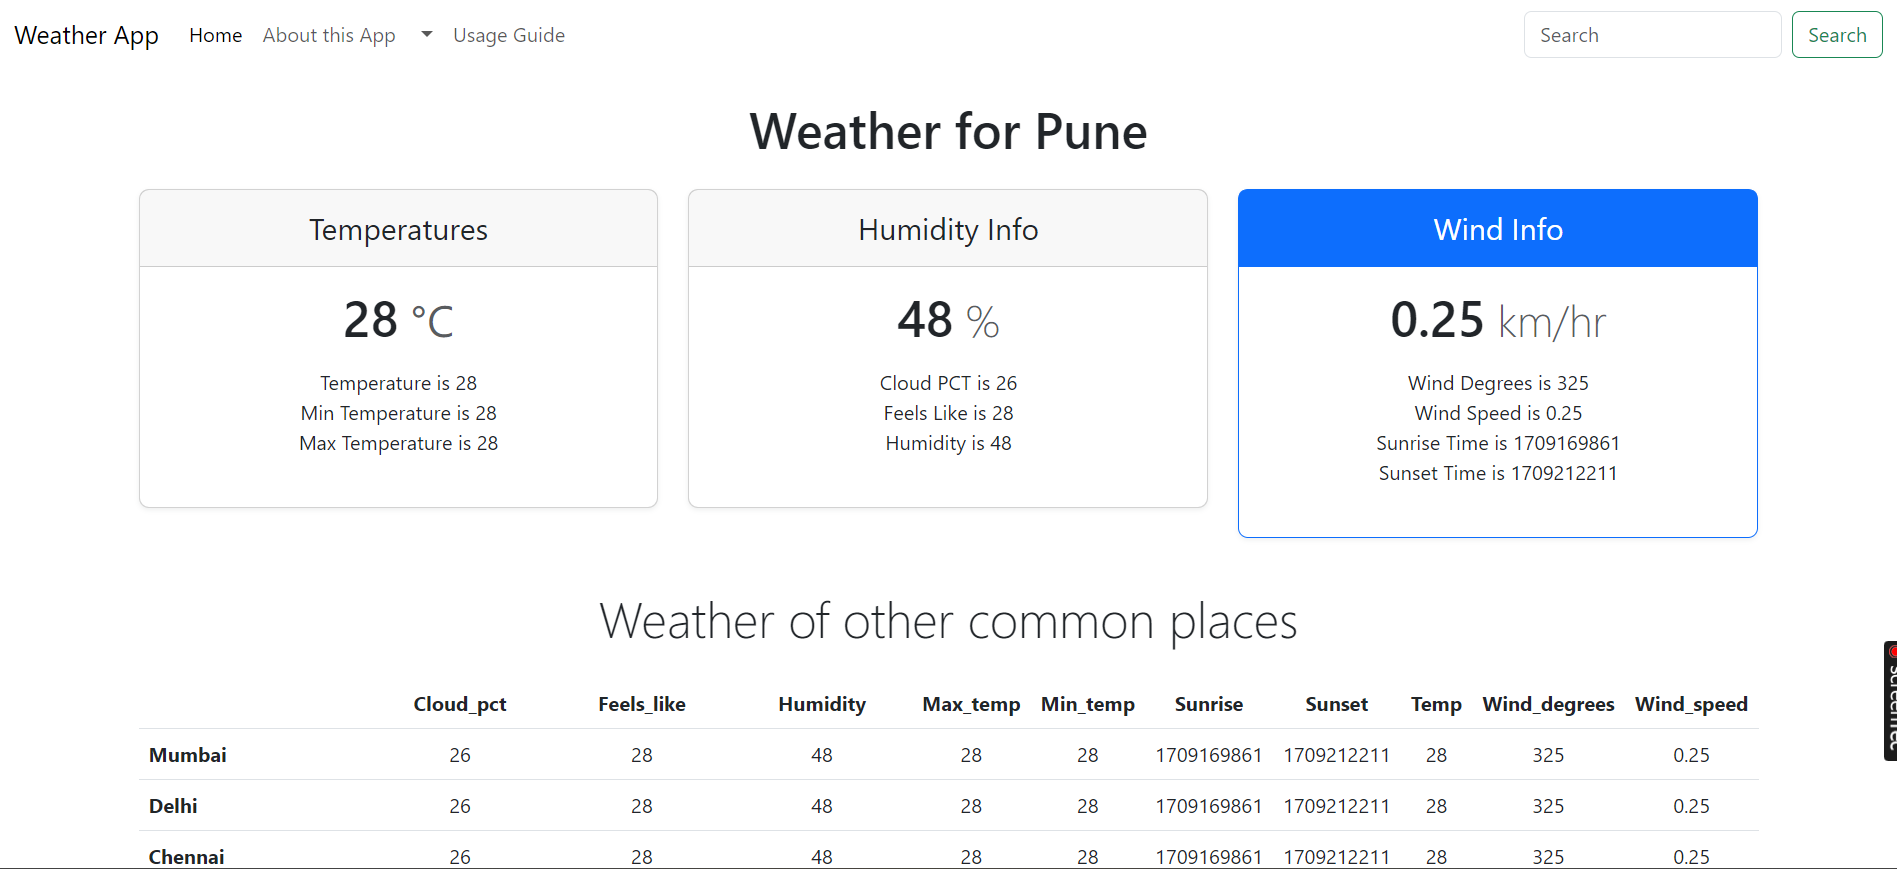 Weather App Home About this App Usage Guide Search Search
Weather for Pune
Temperatures
28 °C
Temperature is 28
Min Temperature is 28
Max Temperature is 28
Humidity Info
48 %
Cloud PCT is 26
Feels Like is 28
Humidity is 48
Wind Info
0.25 km/hr
Wind Degrees is 325
Wind Speed is 0.25
Sunrise Time is 1709169861
Sunset Time is 1709212211
Weather of other common places
Cloud_pct Feels_like Humidity Max_temp Min_temp Sunrise Sunset Temp Wind_degrees Wind_speed
Mumbai 26 28 48 28 28 1709169861 1709212211 28 325 0.25
Delhi 26 28 48 28 28 1709169861 1709212211 28 325 0.25
Chennai 26 28 48 28 28 1709169861 1709212211 28 325 0.25